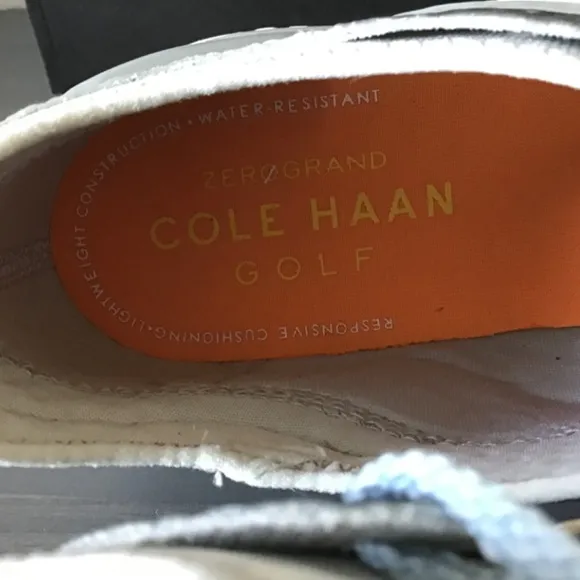 RESPONSIVE CUSHIONING • LIGHTWEIGHT CONSTRUCTION • WATER-RESISTANT
ZERØGRAND
COLE HAAN
GOLF